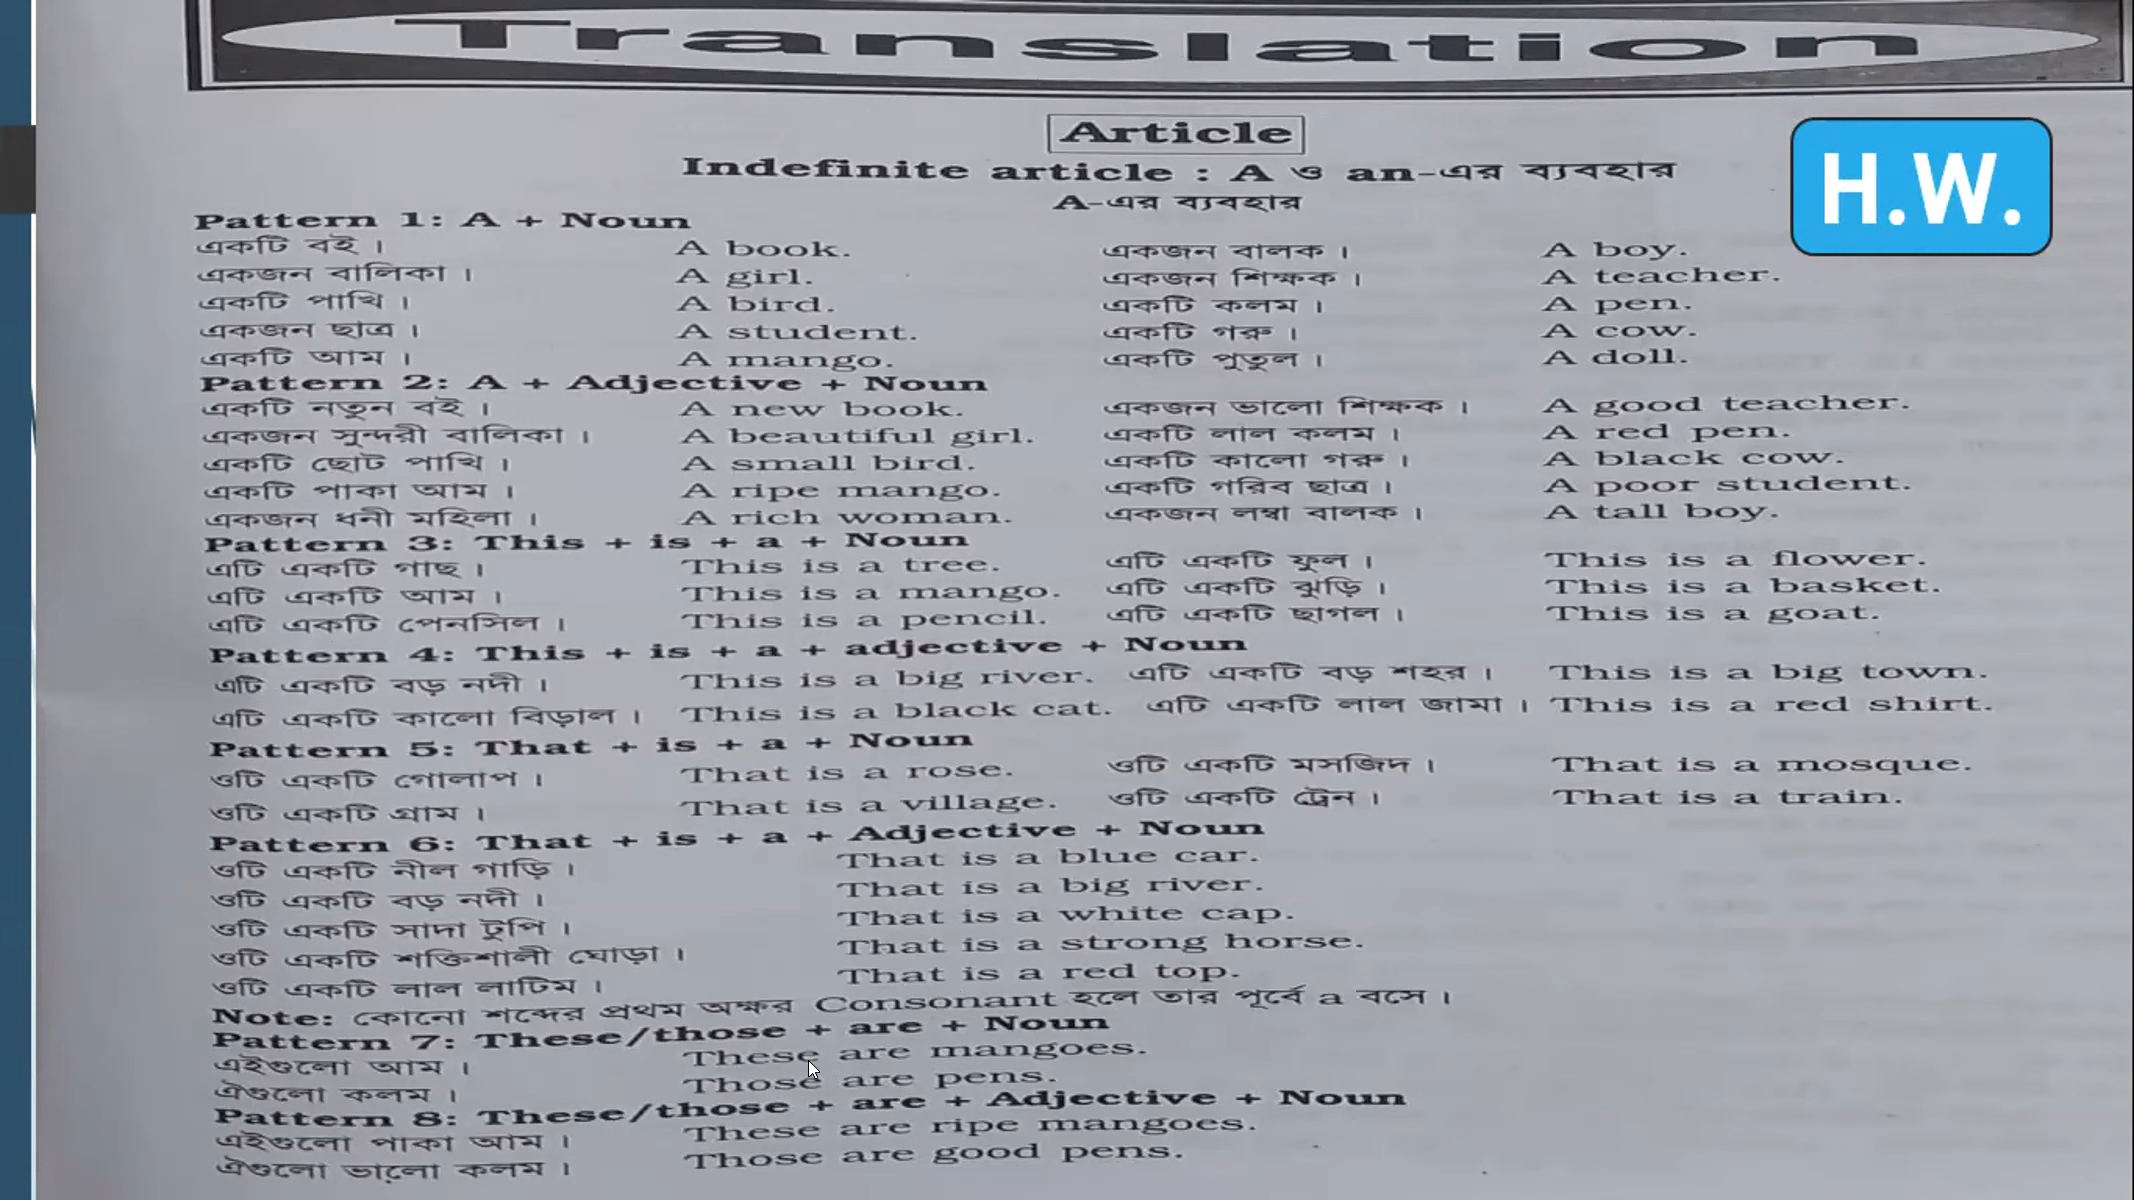 Translation
Article
H.W.
Indefinite article : A ও an-এর ব্যবহার
A-এর ব্যবহার
Pattern 1: A + Noun
একটি বই। A book. একজন বালক। A boy.
একজন বালিকা। A girl. একজন শিক্ষক। A teacher.
একটি পাখি। A bird. একটি কলম। A pen.
একজন ছাত্র। A student. একটি গরু। A cow.
একটি আম। A mango. একটি পুতুল। A doll.
Pattern 2: A + Adjective + Noun
একটি নতুন বই। A new book. একজন ভালো শিক্ষক। A good teacher.
একজন সুন্দরী বালিকা। A beautiful girl. একটি লাল কলম। A red pen.
একটি ছোট পাখি। A small bird. একটি কালো গরু। A black cow.
একটি পাকা আম। A ripe mango. একটি গরিব ছাত্র। A poor student.
একজন ধনী মহিলা। A rich woman. একজন লম্বা বালক। A tall boy.
Pattern 3: This + is + a + Noun
এটি একটি গাছ। This is a tree. এটি একটি ফুল। This is a flower.
এটি একটি আম। This is a mango. এটি একটি ঝুড়ি। This is a basket.
এটি একটি পেনসিল। This is a pencil. এটি একটি ছাগল। This is a goat.
Pattern 4: This + is + a + adjective + Noun
এটি একটি বড় নদী। This is a big river. এটি একটি বড় শহর। This is a big town.
এটি একটি কালো বিড়াল। This is a black cat. এটি একটি লাল জামা। This is a red shirt.
Pattern 5: That + is + a + Noun
ওটি একটি গোলাপ। That is a rose. ওটি একটি মসজিদ। That is a mosque.
ওটি একটি গ্রাম। That is a village. ওটি একটি ট্রেন। That is a train.
Pattern 6: That + is + a + Adjective + Noun
ওটি একটি নীল গাড়ি। That is a blue car.
ওটি একটি বড় নদী। That is a big river.
ওটি একটি সাদা টুপি। That is a white cap.
ওটি একটি শক্তিশালী ঘোড়া। That is a strong horse.
ওটি একটি লাল লাটিম। That is a red top.
Note: কোনো শব্দের প্রথম অক্ষর Consonant হলে তার পূর্বে a বসে।
Pattern 7: These/those + are + Noun
এইগুলো আম। These are mangoes.
ঐগুলো কলম। Those are pens.
Pattern 8: These/those + are + Adjective + Noun
এইগুলো পাকা আম। These are ripe mangoes.
ঐগুলো ভালো কলম। Those are good pens.